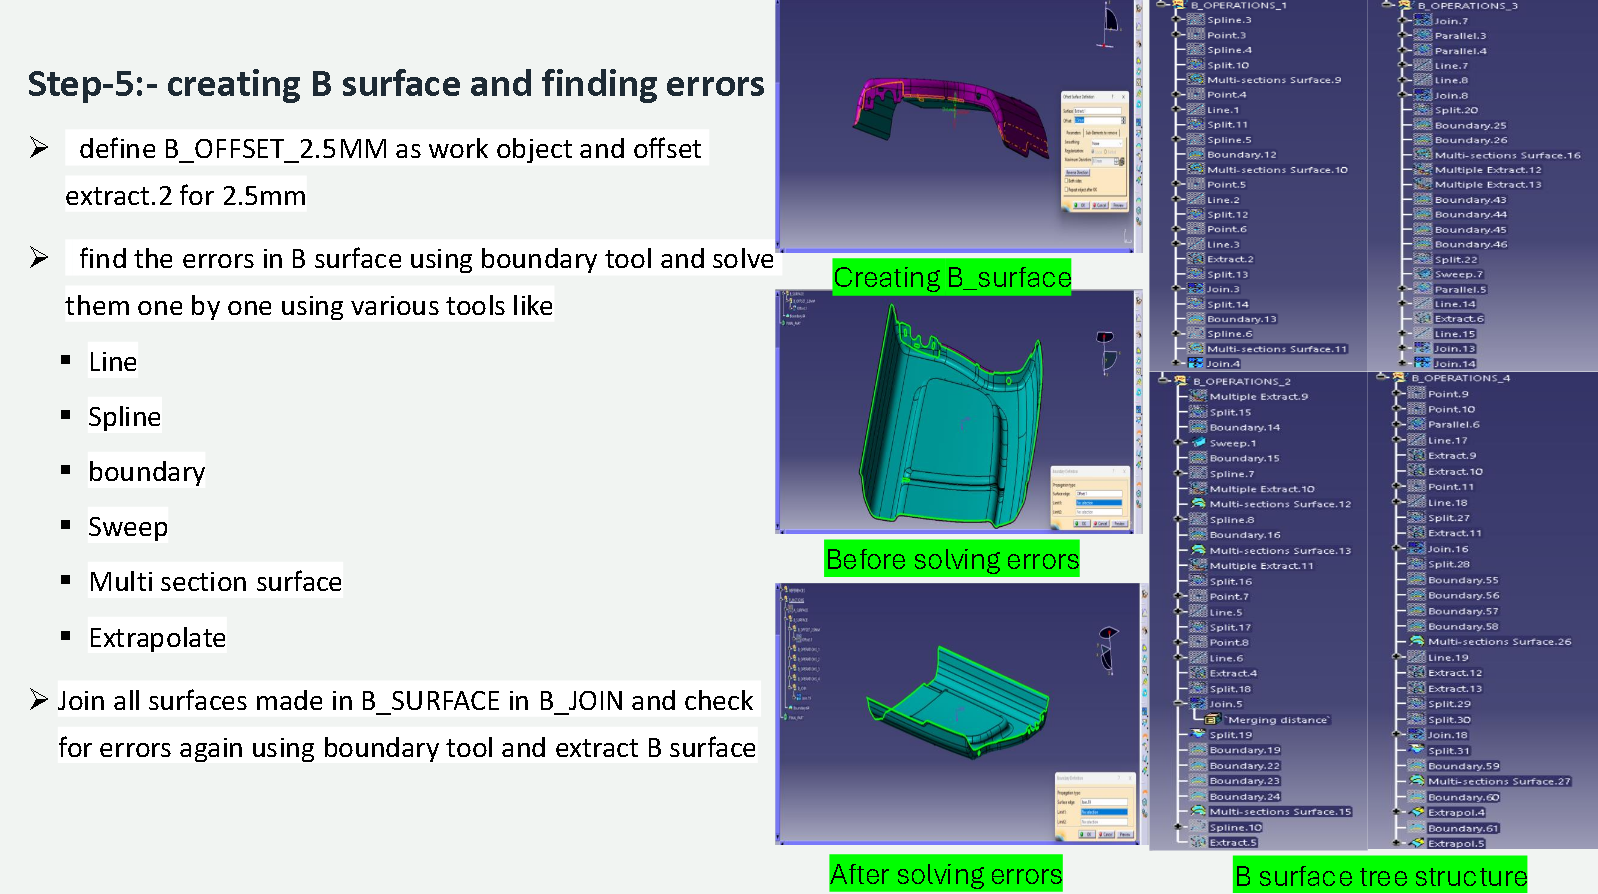 Step-5:- creating B surface and finding errors
define B_OFFSET_2.5MM as work object and offset
extract.2 for 2.5mm
find the errors in B surface using boundary tool and solve
them one by one using various tools like
Line
Spline
boundary
Sweep
Multi section surface
Extrapolate
Join all surfaces made in B_SURFACE in B_JOIN and check
for errors again using boundary tool and extract B surface
Creating B_surface
Before solving errors
After solving errors
B_OPERATIONS_1
Spline.3
Point.3
Spline.4
Split.10
Multi-sections Surface.9
Point.4
Line.1
Split.11
Spline.5
Boundary.12
Multi-sections Surface.10
Point.5
Line.2
Split.12
Point.6
Line.3
Extract.2
Split.13
Join.3
Split.14
Boundary.13
Spline.6
Multi-sections Surface.11
Join.4
B_OPERATIONS_3
Join.7
Parallel.3
Parallel.4
Line.7
Line.8
Join.8
Split.20
Boundary.25
Boundary.26
Multi-sections Surface.16
Multiple Extract.12
Multiple Extract.13
Boundary.43
Boundary.44
Boundary.45
Boundary.46
Split.22
Sweep.7
Parallel.5
Line.14
Extract.6
Line.15
Join.13
Join.14
B_OPERATIONS_2
Multiple Extract.9
Split.15
Boundary.14
Sweep.1
Boundary.15
Spline.7
Multiple Extract.10
Multi-sections Surface.12
Spline.8
Boundary.16
Multi-sections Surface.13
Multiple Extract.11
Split.16
Point.7
Line.5
Split.17
Point.8
Line.6
Extract.4
Split.18
Join.5
`Merging distance`
Split.19
Boundary.19
Boundary.22
Boundary.23
Boundary.24
Multi-sections Surface.15
Spline.10
Extract.5
B_OPERATIONS_4
Point.9
Point.10
Parallel.6
Line.17
Extract.9
Extract.10
Point.11
Line.18
Split.27
Extract.11
Join.16
Split.28
Boundary.55
Boundary.56
Boundary.57
Boundary.58
Multi-sections Surface.26
Line.19
Extract.12
Extract.13
Split.29
Split.30
Join.18
Split.31
Boundary.59
Multi-sections Surface.27
Boundary.60
Extrapol.4
Boundary.61
Extrapol.5
B surface tree structure